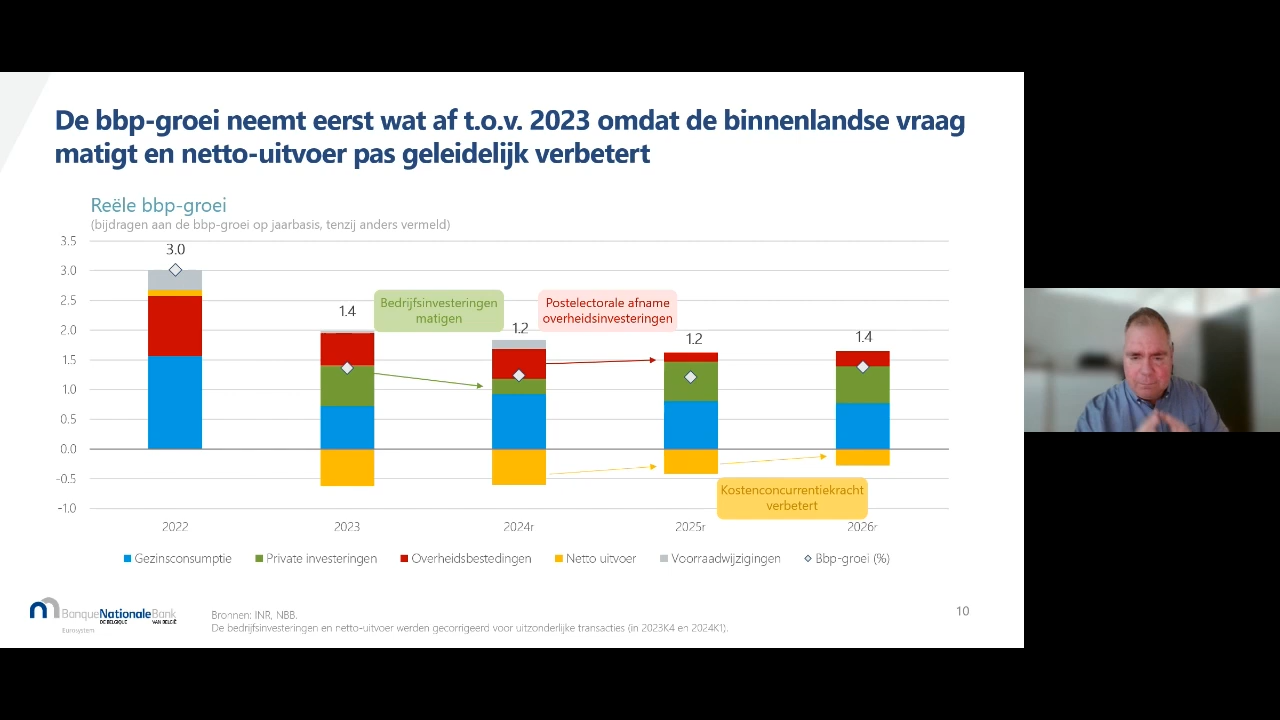 De bbp-groei neemt eerst wat af t.o.v. 2023 omdat de binnenlandse vraag
matigt en netto-uitvoer pas geleidelijk verbetert
Reële bbp-groei
(bijdragen aan de bbp-groei op jaarbasis, tenzij anders vermeld)
3.5
3.0
2.5
2.0
1.5
1.0
0.5
0.0
-0.5
-1.0
3.0
1.4
1.2
1.2
1.4
Bedrijfsinvesteringen
matigen
Postelectorale afname
overheidsinvesteringen
Kostenconcurrentiekracht
verbetert
2022
2023
2024r
2025r
2026r
Gezinsconsumptie
Private investeringen
Overheidsbestedingen
Netto uitvoer
Voorraadwijzigingen
Bbp-groei (%)
BanqueNationaleBank
DE BELGIQUE
VAN BELGIË
Eurosystem
Bronnen: INR, NBB.
De bedrijfsinvesteringen en netto-uitvoer werden gecorrigeerd voor uitzonderlijke transacties (in 2023K4 en 2024K1).
10